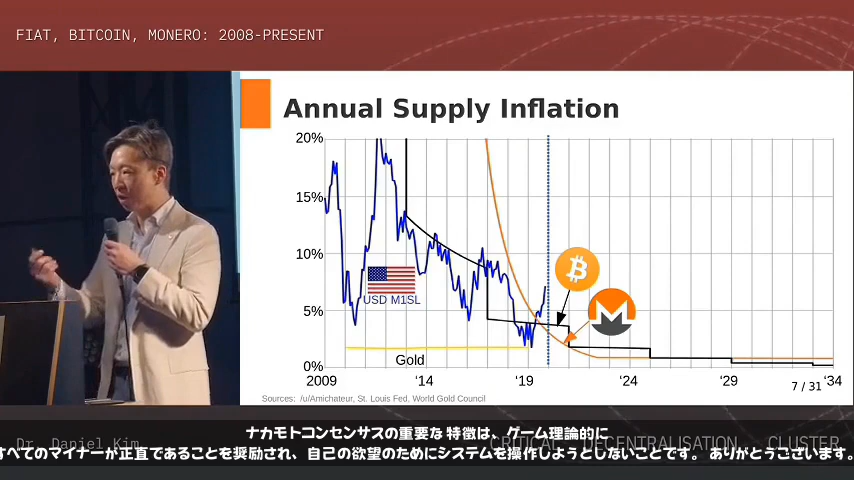 FIAT, BITCOIN, MONERO: 2008-PRESENT
Annual Supply Inflation
20%
15%
10%
5%
0%
USD M1SL
Gold
2009
'14
'19
'24
'29
'34
7 / 31
Sources: /u/Amichateur, St. Louis Fed, World Gold Council
Dr. Daniel Kim
CRITICAL DECENTRALISATION CLUSTER
ナカモトコンセンサスの重要な特徴は、ゲーム理論的に
すべてのマイナーが正直であることを奨励され、自己の欲望のためにシステムを操作しようとしないことです。ありがとうございます。